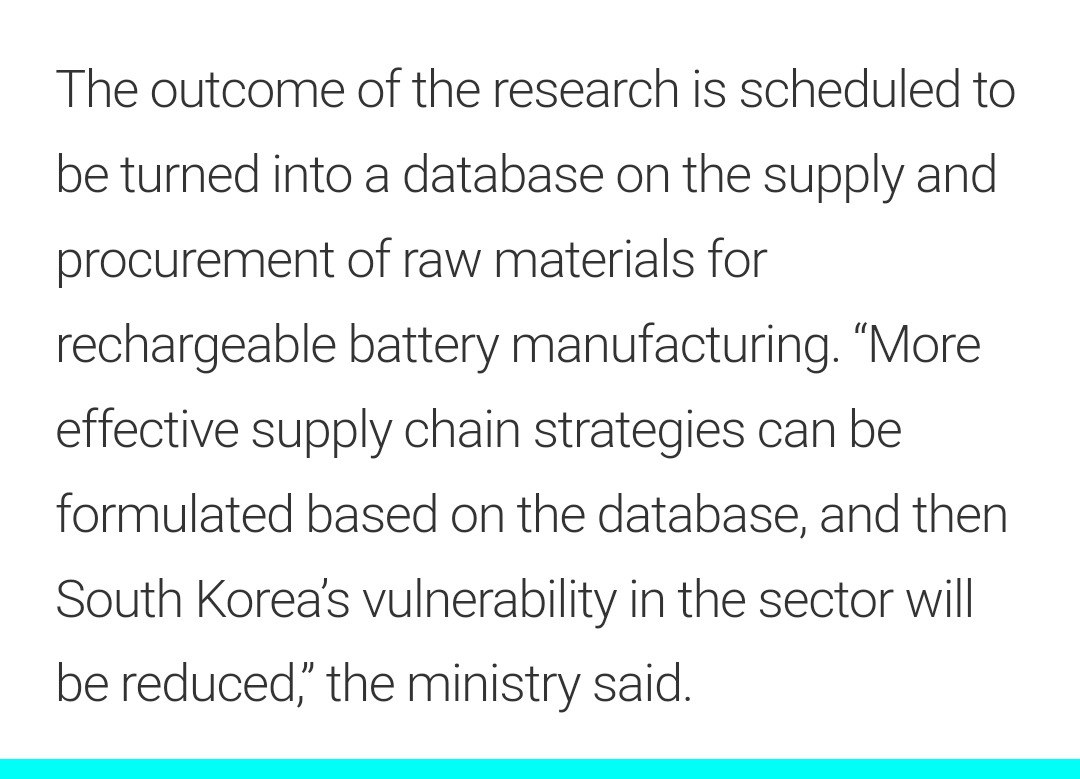 The outcome of the research is scheduled to
be turned into a database on the supply and
procurement of raw materials for
rechargeable battery manufacturing. “More
effective supply chain strategies can be
formulated based on the database, and then
South Korea’s vulnerability in the sector will
be reduced,” the ministry said.